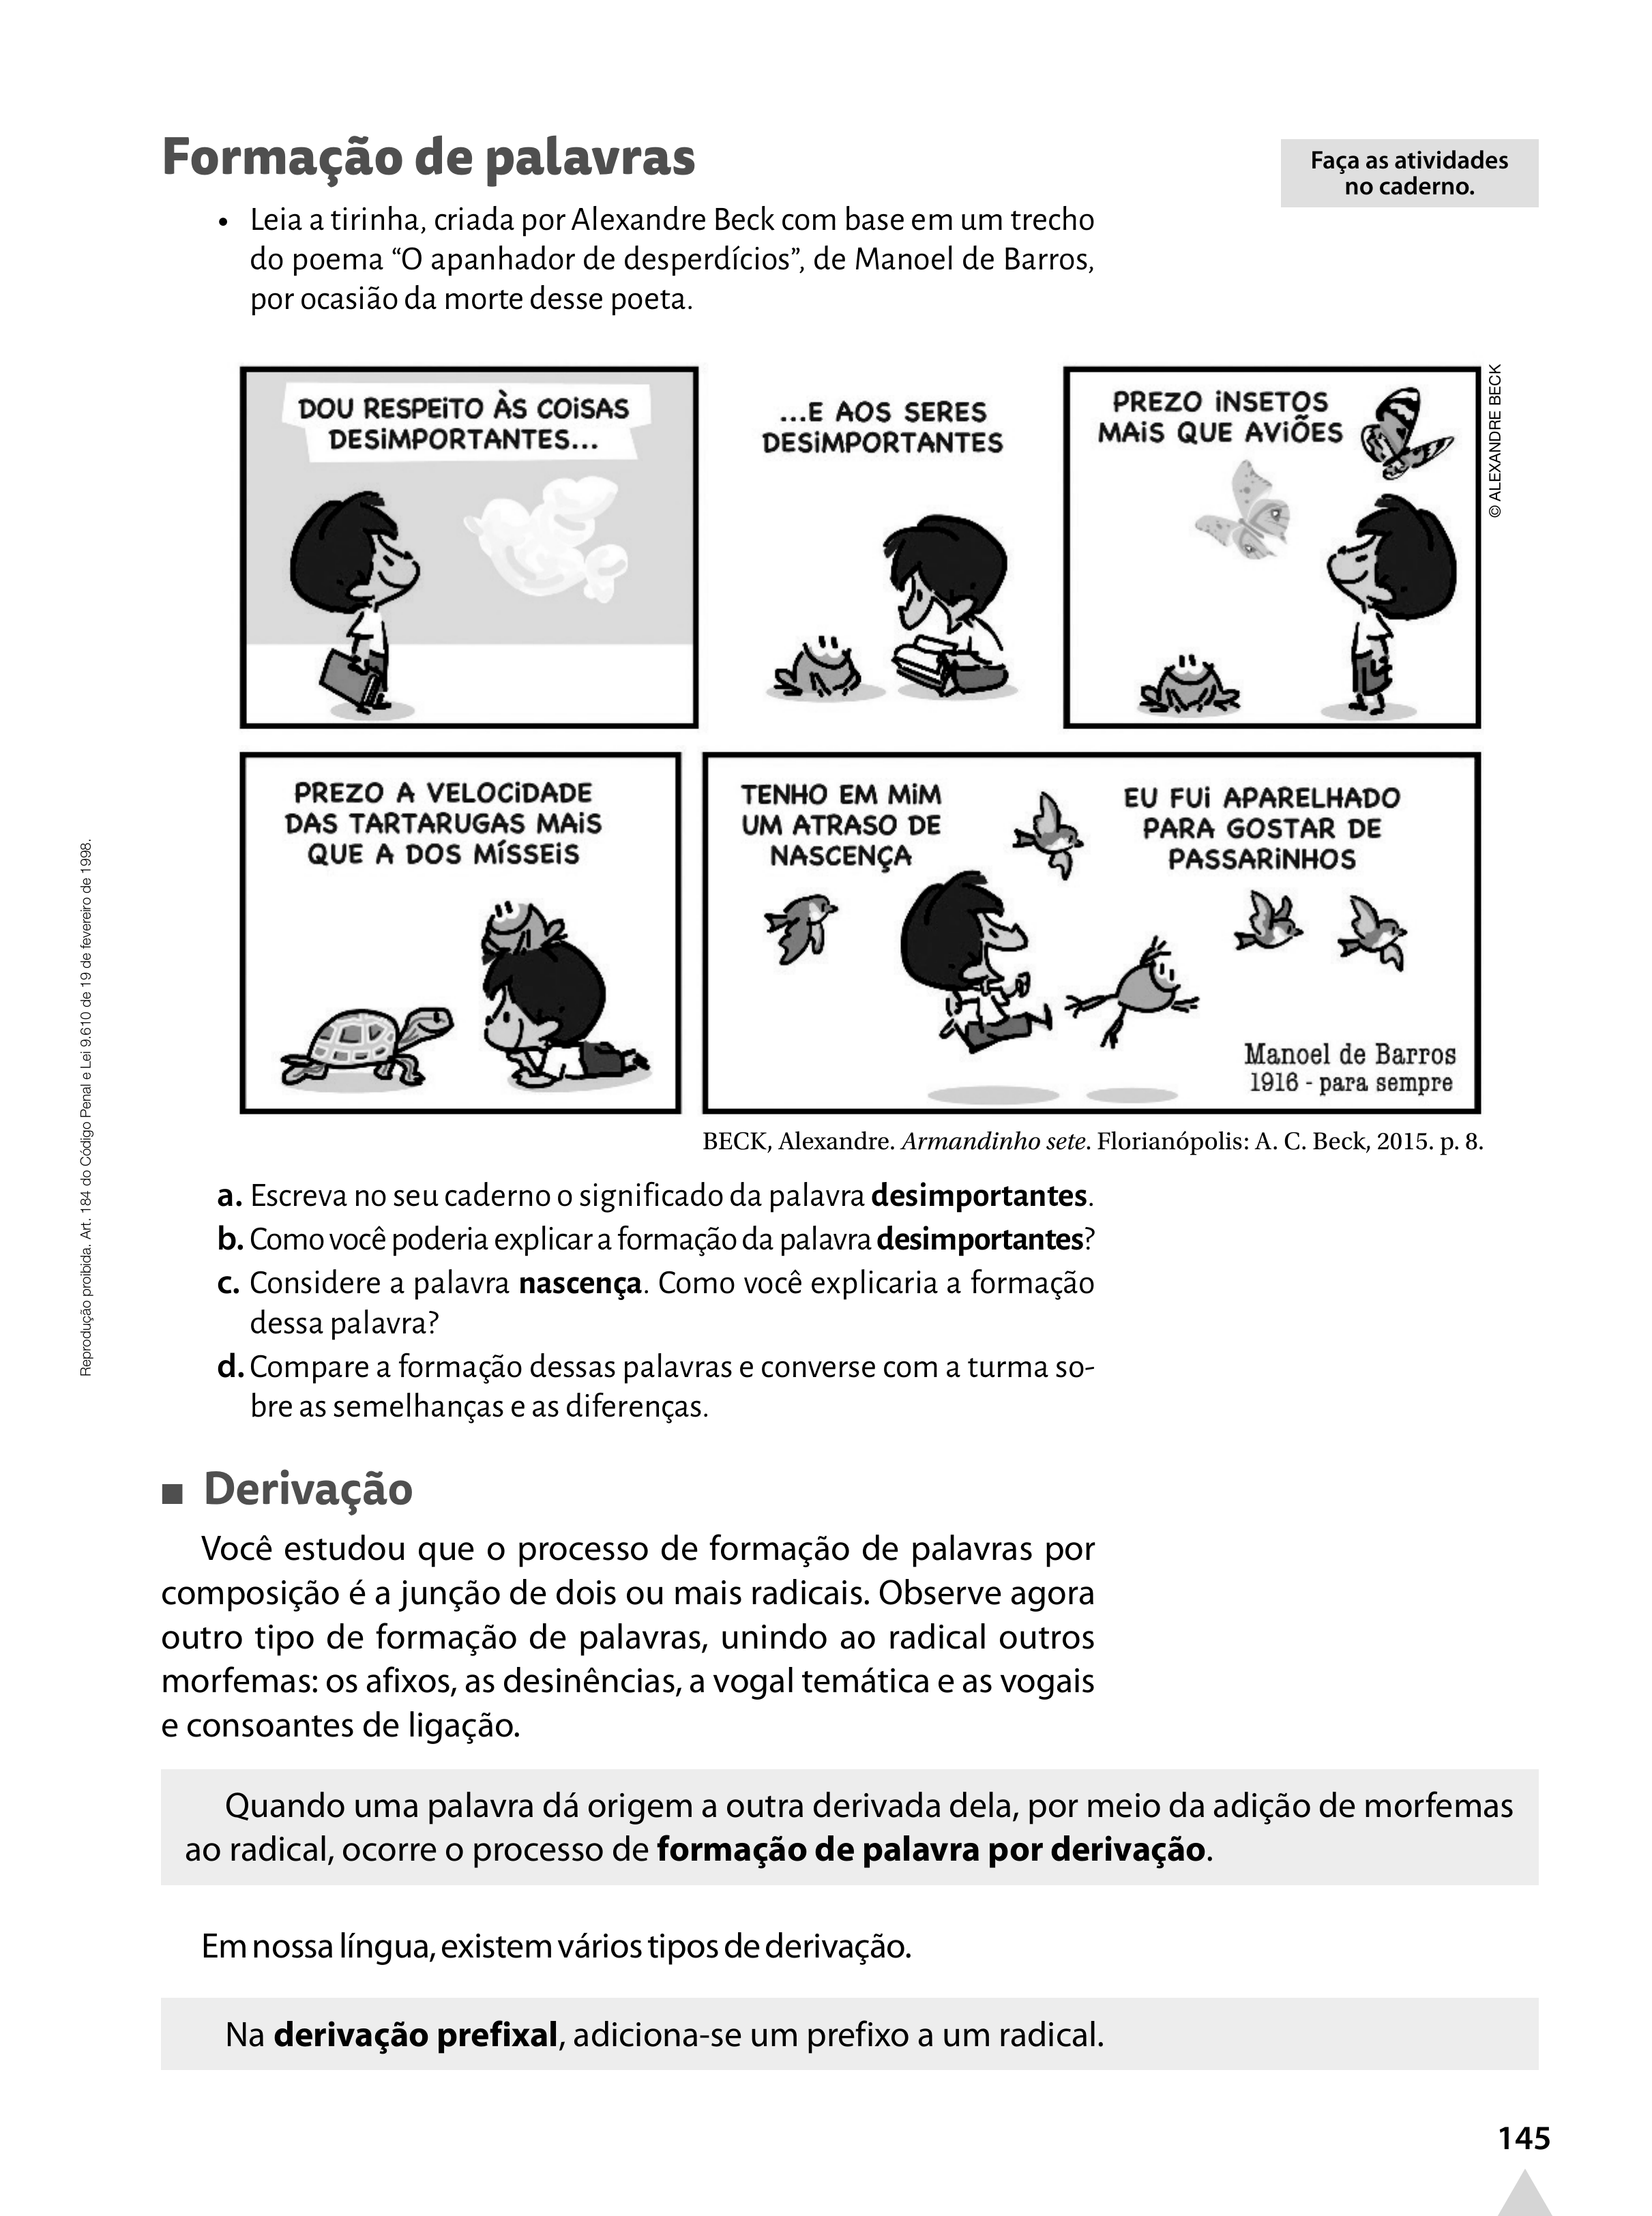 Formação de palavras
Faça as atividades
no caderno.
• Leia a tirinha, criada por Alexandre Beck com base em um trecho
do poema “O apanhador de desperdícios”, de Manoel de Barros,
por ocasião da morte desse poeta.
DOU RESPEITO ÀS COISAS
DESIMPORTANTES...
...E AOS SERES
DESIMPORTANTES
PREZO INSETOS
MAIS QUE AVIÕES
© ALEXANDRE BECK
PREZO A VELOCIDADE
DAS TARTARUGAS MAIS
QUE A DOS MÍSSEIS
TENHO EM MIM
UM ATRASO DE
NASCENÇA
EU FUI APARELHADO
PARA GOSTAR DE
PASSARINHOS
Manoel de Barros
1916 - para sempre
BECK, Alexandre. Armandinho sete. Florianópolis: A. C. Beck, 2015. p. 8.
a. Escreva no seu caderno o significado da palavra desimportantes.
b. Como você poderia explicar a formação da palavra desimportantes?
c. Considere a palavra nascença. Como você explicaria a formação
dessa palavra?
d. Compare a formação dessas palavras e converse com a turma so-
bre as semelhanças e as diferenças.
■ Derivação
Você estudou que o processo de formação de palavras por
composição é a junção de dois ou mais radicais. Observe agora
outro tipo de formação de palavras, unindo ao radical outros
morfemas: os afixos, as desinências, a vogal temática e as vogais
e consoantes de ligação.
Quando uma palavra dá origem a outra derivada dela, por meio da adição de morfemas
ao radical, ocorre o processo de formação de palavra por derivação.
Em nossa língua, existem vários tipos de derivação.
Na derivação prefixal, adiciona-se um prefixo a um radical.
Reprodução proibida. Art. 184 do Código Penal e Lei 9.610 de 19 de fevereiro de 1998.
145